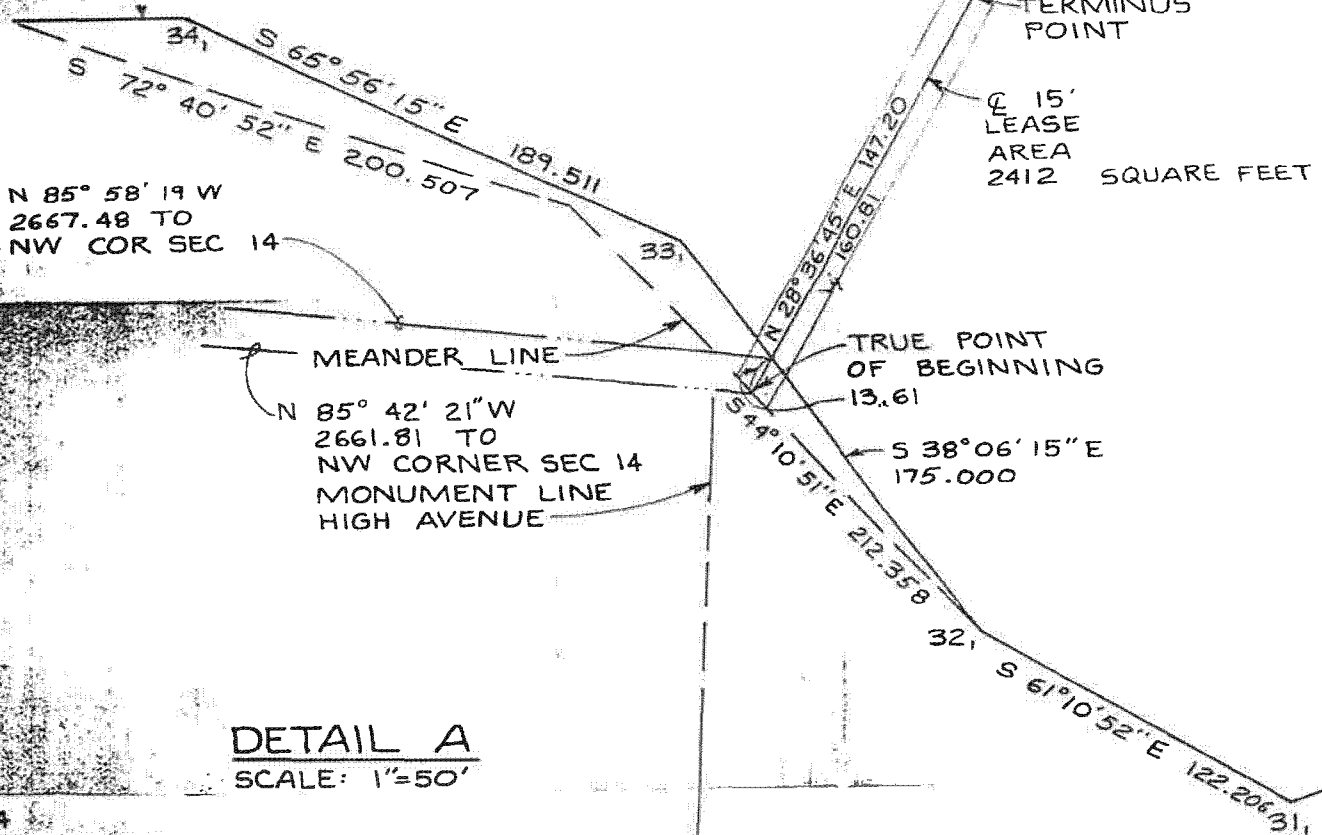 TERMINUS
POINT
34,
S 65° 56' 15" E 189.511
S 72° 40' 52" E 200.507
℄ 15'
LEASE
AREA
2412 SQUARE FEET
N 85° 58' 19 W
2667.48 TO
NW COR SEC 14
33,
N 28° 36' 45" E 147.20
160.81
MEANDER LINE
TRUE POINT
OF BEGINNING
13.61
N 85° 42' 21" W
2661.81 TO
NW CORNER SEC 14
MONUMENT LINE
HIGH AVENUE
S 44° 10' 51" E 212.358
S 38° 06' 15" E
175.000
32,
S 61° 10' 52" E 122.206
31,
DETAIL A
SCALE: 1"=50'